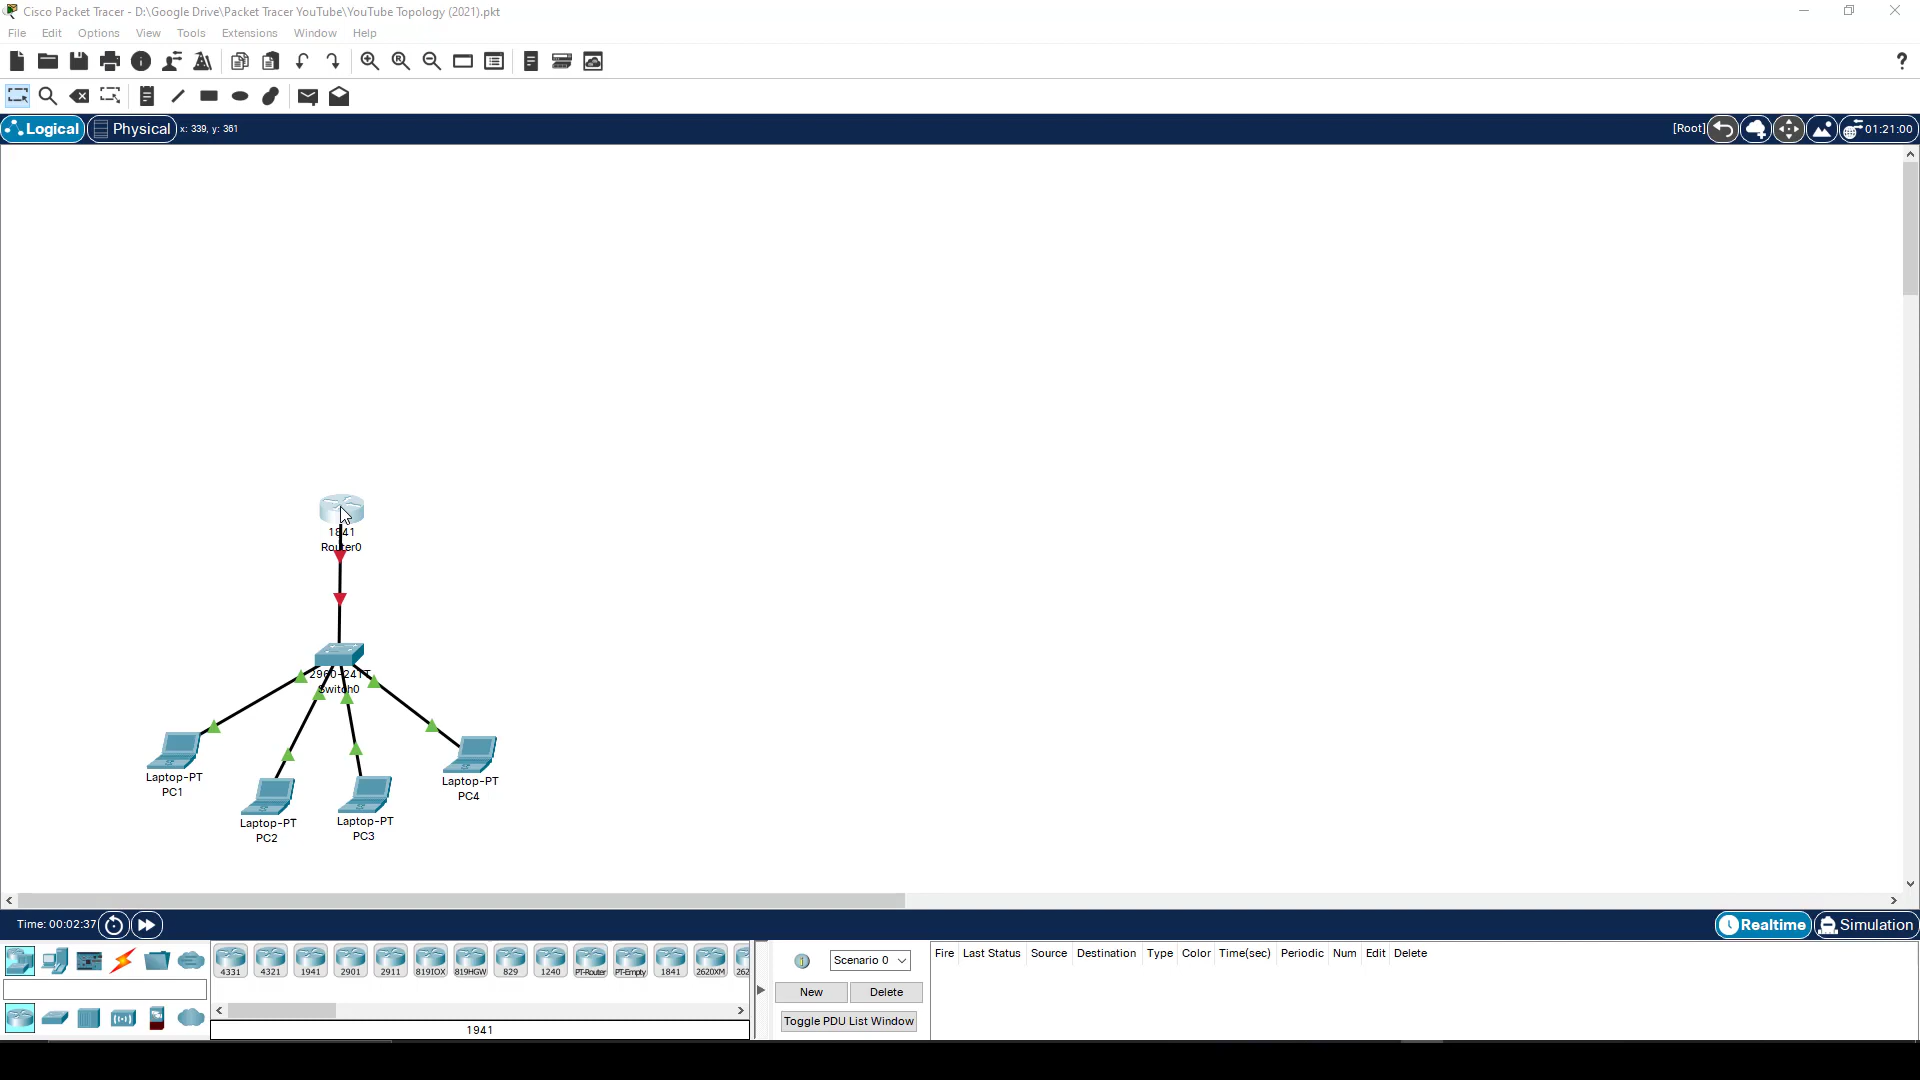 Cisco Packet Tracer - D:\Google Drive\Packet Tracer YouTube\YouTube Topology (2021).pkt
File Edit Options View Tools Extensions Window Help
Logical Physical x: 339, y: 361 [Root] 01:21:00
1841
Router0
2960-24TT
Switch0
Laptop-PT
PC1
Laptop-PT
PC2
Laptop-PT
PC3
Laptop-PT
PC4
Time: 00:02:37 Realtime Simulation
4331 4321 1941 2901 2911 819IOX 819HGW 829 1240 PT-Router PT-Empty 1841 2620XM 262
1941
Scenario 0
New Delete
Toggle PDU List Window
Fire Last Status Source Destination Type Color Time(sec) Periodic Num Edit Delete